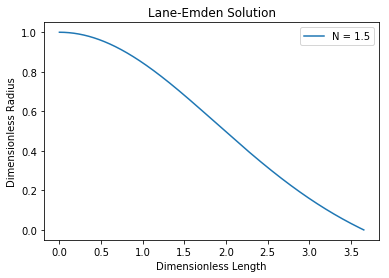 Lane-Emden Solution
N = 1.5
Dimensionless Radius
1.0
0.8
0.6
0.4
0.2
0.0
0.0 0.5 1.0 1.5 2.0 2.5 3.0 3.5
Dimensionless Length